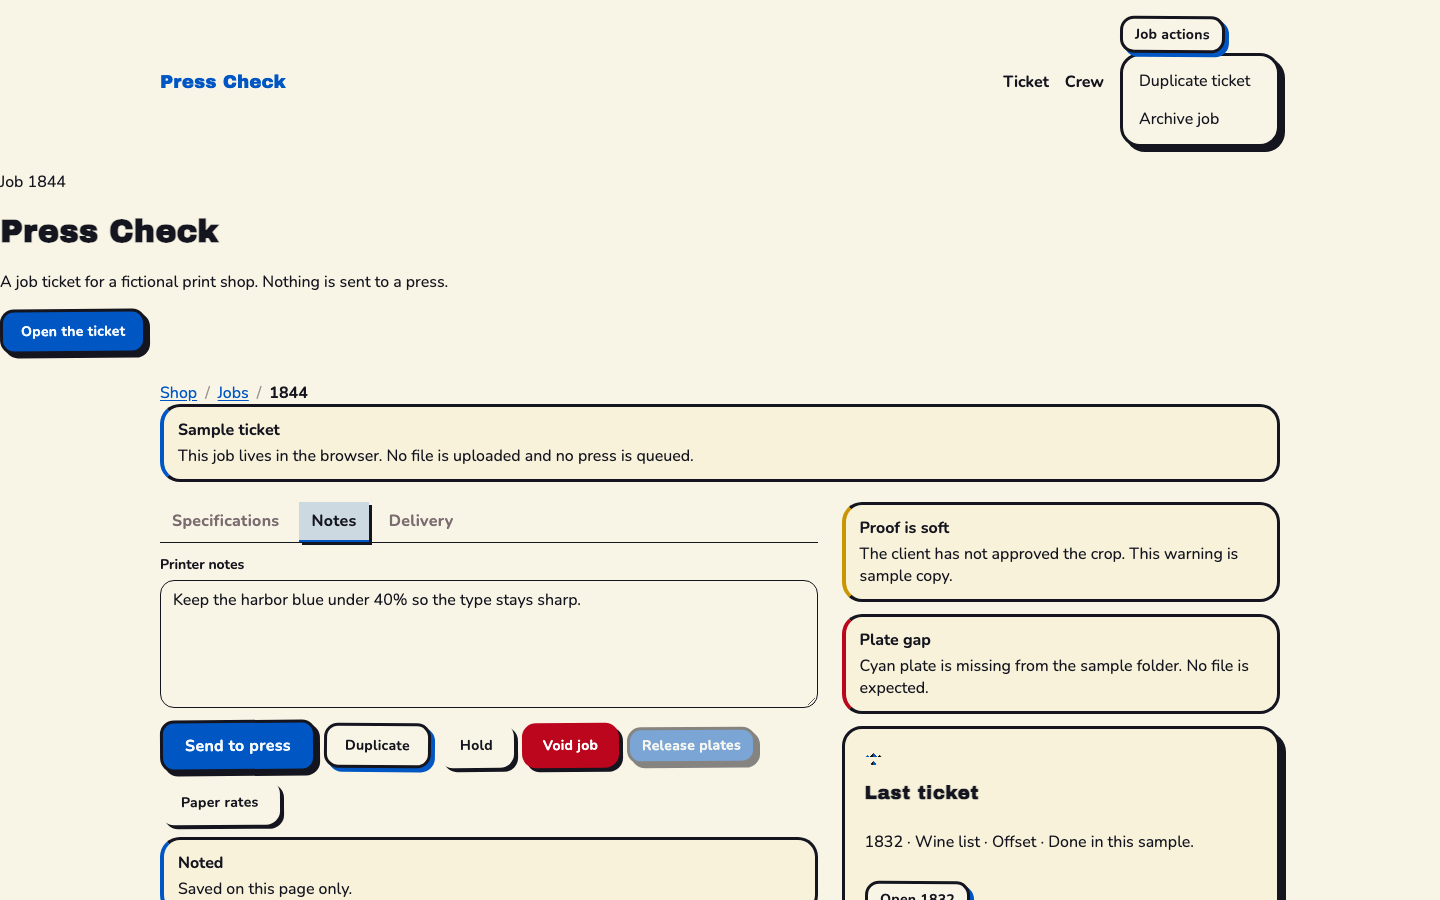 Press Check
Ticket
Crew
Job actions
Duplicate ticket
Archive job
Job 1844
Press Check
A job ticket for a fictional print shop. Nothing is sent to a press.
Open the ticket
Shop / Jobs / 1844
Sample ticket
This job lives in the browser. No file is uploaded and no press is queued.
Specifications
Notes
Delivery
Printer notes
Keep the harbor blue under 40% so the type stays sharp.
Send to press
Duplicate
Hold
Void job
Release plates
Paper rates
Noted
Saved on this page only.
Proof is soft
The client has not approved the crop. This warning is
sample copy.
Plate gap
Cyan plate is missing from the sample folder. No file is
expected.
Last ticket
1832 · Wine list · Offset · Done in this sample.
Open 1832